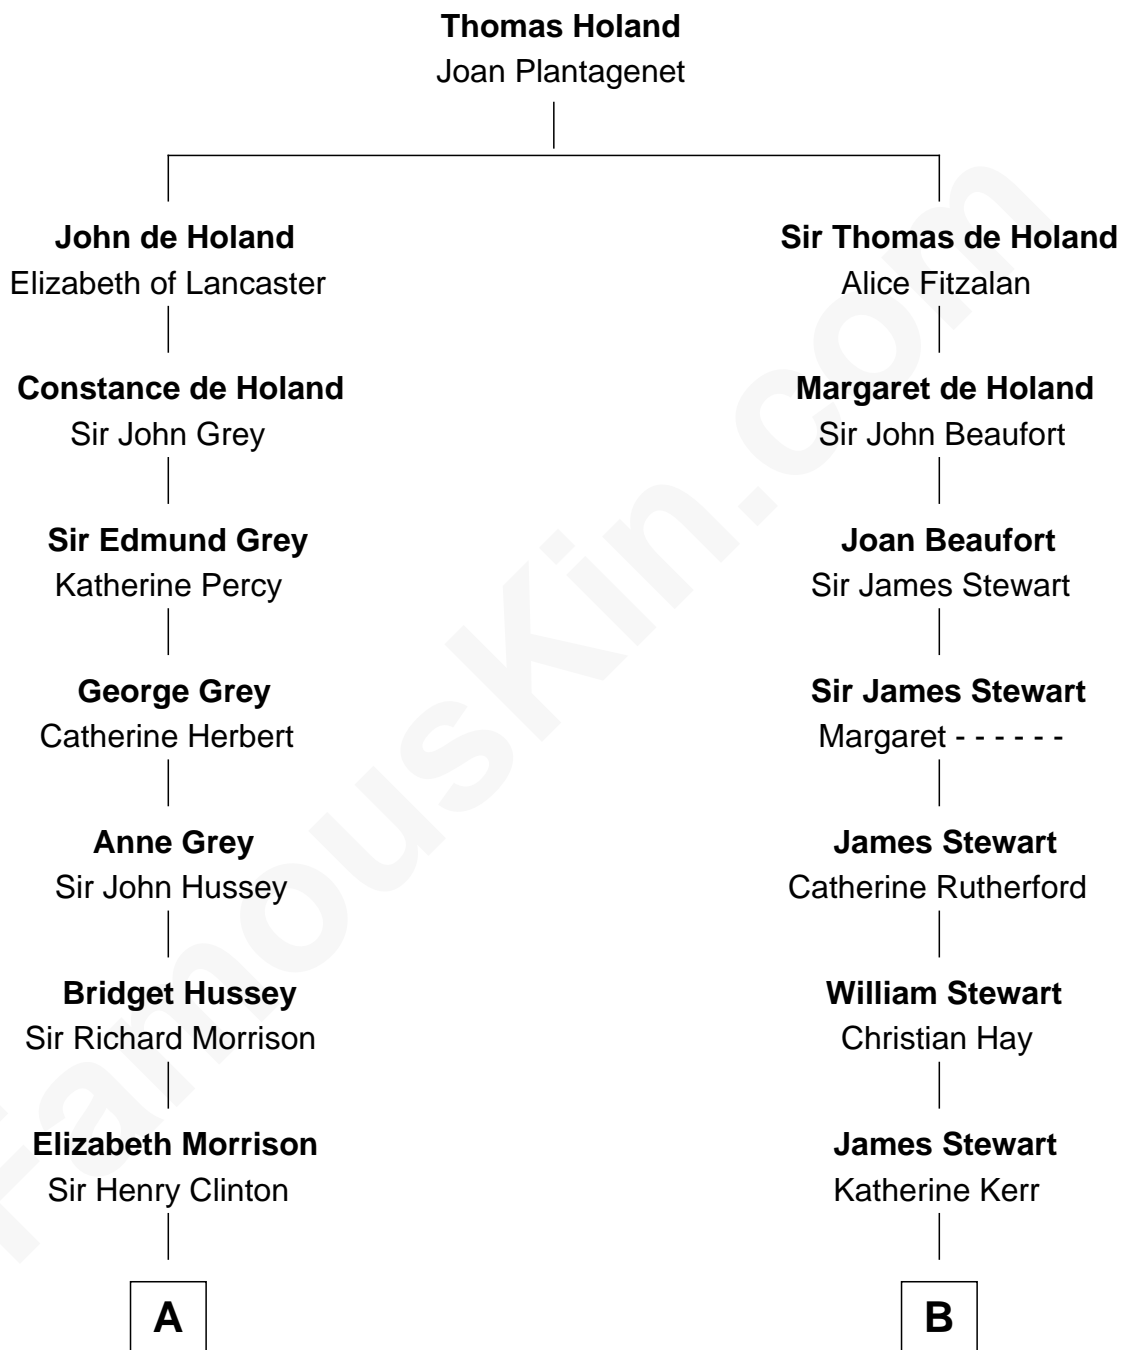 Thomas Holand
Joan Plantagenet
John de Holand
Elizabeth of Lancaster
Constance de Holand
Sir John Grey
Sir Edmund Grey
Katherine Percy
George Grey
Catherine Herbert
Anne Grey
Sir John Hussey
Bridget Hussey
Sir Richard Morrison
Elizabeth Morrison
Sir Henry Clinton
A
Sir Thomas de Holand
Alice Fitzalan
Margaret de Holand
Sir John Beaufort
Joan Beaufort
Sir James Stewart
Sir James Stewart
Margaret - - - - - -
James Stewart
Catherine Rutherford
William Stewart
Christian Hay
James Stewart
Katherine Kerr
B
FamousKin.com